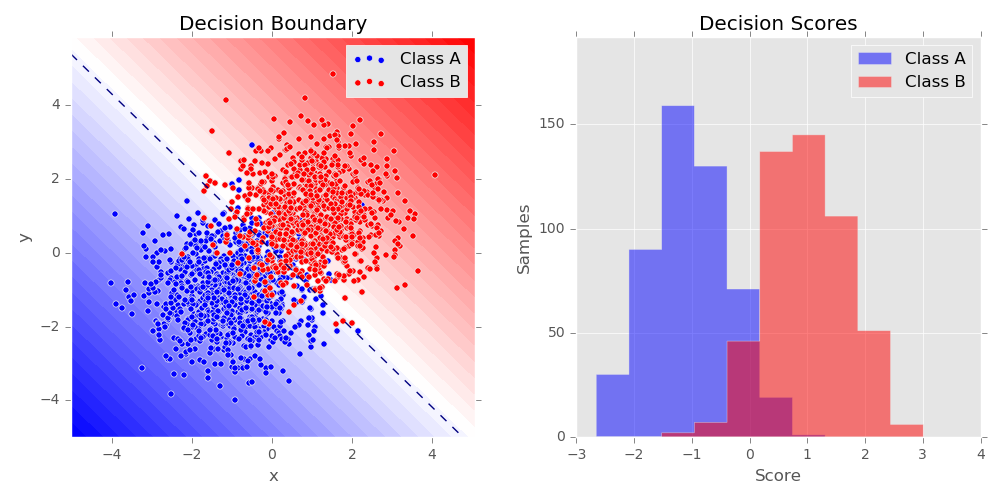 Decision Boundary
Class A
Class B
4
2
0
−2
−4
y
−4
−2
0
2
4
x
Decision Scores
Class A
Class B
150
100
50
0
Samples
−3
−2
−1
0
1
2
3
4
Score